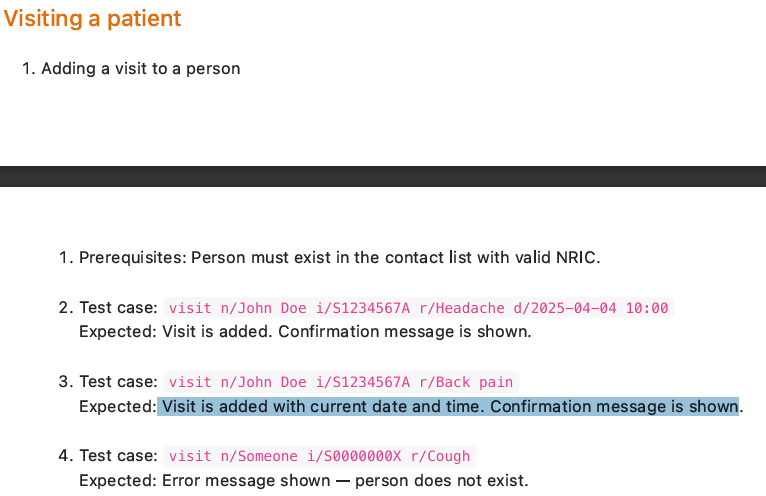 Visiting a patient
1. Adding a visit to a person
1. Prerequisites: Person must exist in the contact list with valid NRIC.
2. Test case: visit n/John Doe i/S1234567A r/Headache d/2025-04-04 10:00
Expected: Visit is added. Confirmation message is shown.
3. Test case: visit n/John Doe i/S1234567A r/Back pain
Expected: Visit is added with current date and time. Confirmation message is shown.
4. Test case: visit n/Someone i/S0000000X r/Cough
Expected: Error message shown — person does not exist.